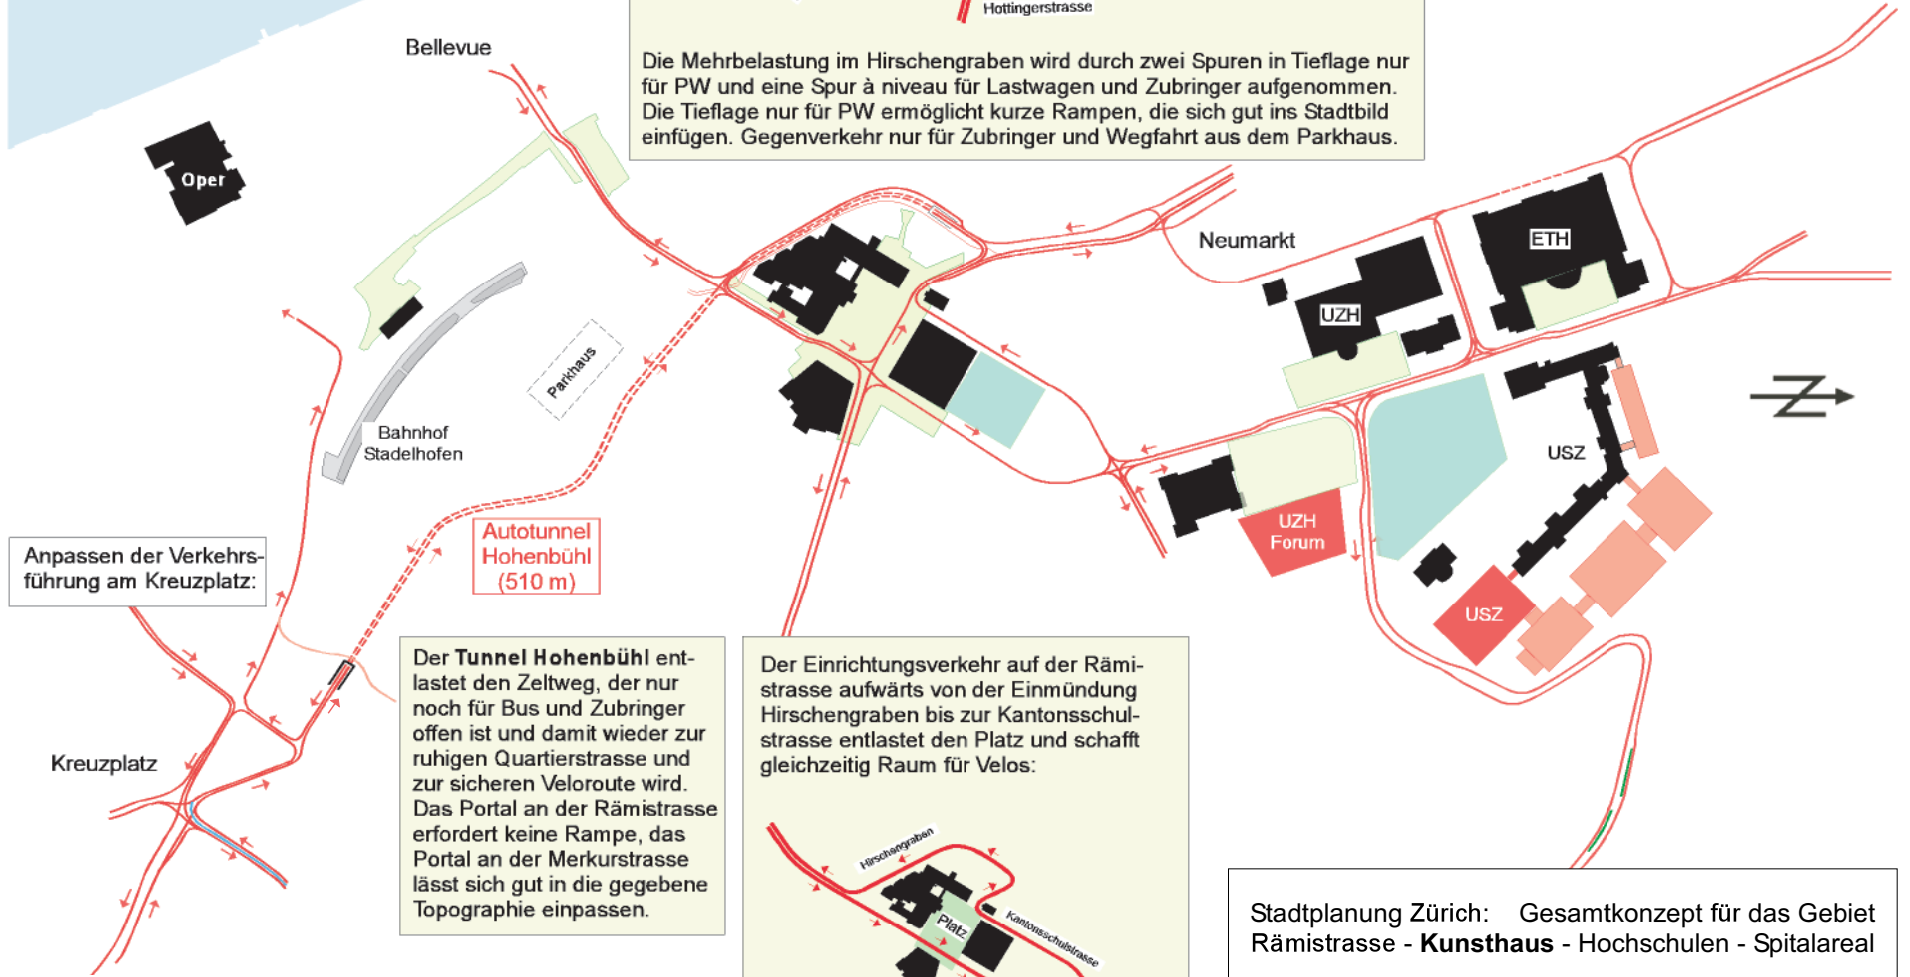 Hottingerstrasse
Die Mehrbelastung im Hirschengraben wird durch zwei Spuren in Tieflage nur
für PW und eine Spur à niveau für Lastwagen und Zubringer aufgenommen.
Die Tieflage nur für PW ermöglicht kurze Rampen, die sich gut ins Stadtbild
einfügen. Gegenverkehr nur für Zubringer und Wegfahrt aus dem Parkhaus.
Bellevue
Oper
Neumarkt
ETH
UZH
Parkhaus
Bahnhof
Stadelhofen
USZ
UZH
Forum
USZ
Autotunnel
Hohenbühl
(510 m)
Anpassen der Verkehrs-
führung am Kreuzplatz:
Kreuzplatz
Der Tunnel Hohenbühl ent-
lastet den Zeltweg, der nur
noch für Bus und Zubringer
offen ist und damit wieder zur
ruhigen Quartierstrasse und
zur sicheren Veloroute wird.
Das Portal an der Rämistrasse
erfordert keine Rampe, das
Portal an der Merkurstrasse
lässt sich gut in die gegebene
Topographie einpassen.
Der Einrichtungsverkehr auf der Rämi-
strasse aufwärts von der Einmündung
Hirschengraben bis zur Kantonsschul-
strasse entlastet den Platz und schafft
gleichzeitig Raum für Velos:
Hirschengraben
Platz
Kantonsschulstrasse
Stadtplanung Zürich: Gesamtkonzept für das Gebiet
Rämistrasse - Kunsthaus - Hochschulen - Spitalareal